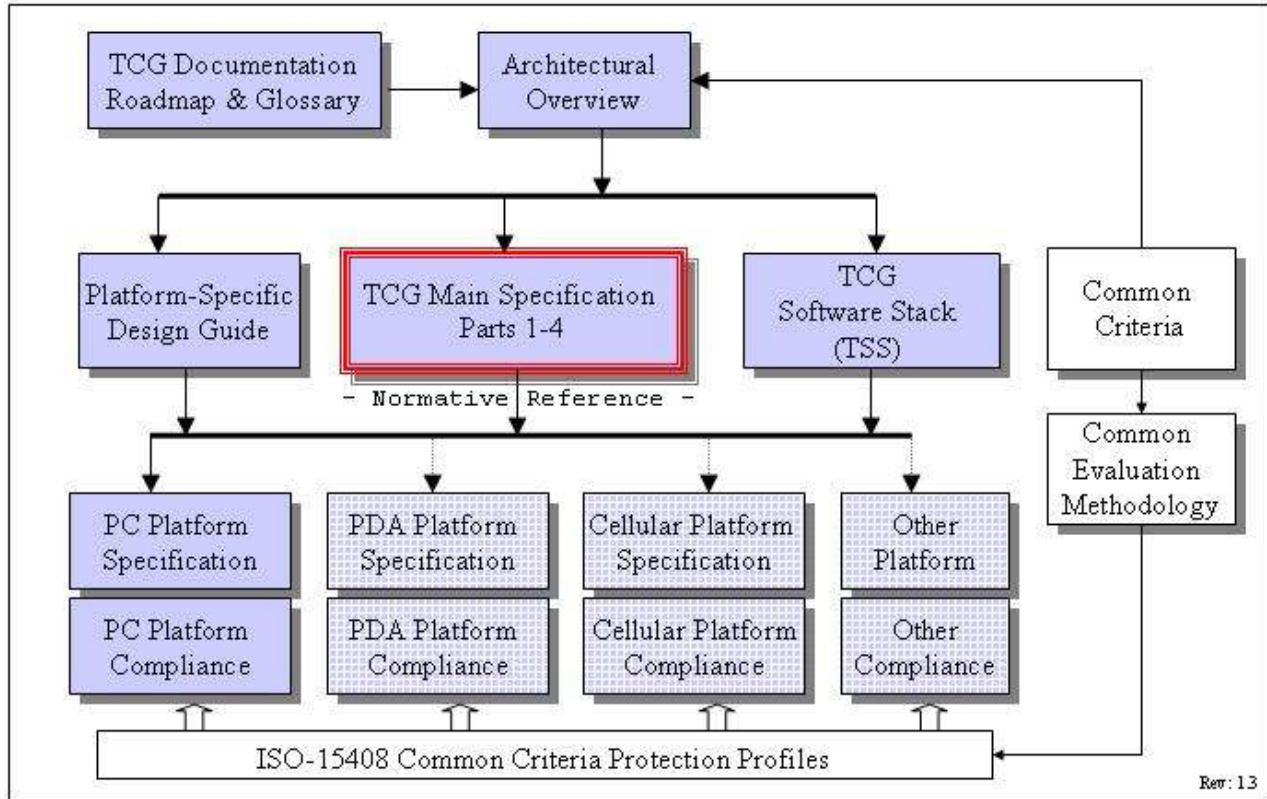 TCG Documentation
Roadmap & Glossary
Architectural
Overview
Platform-Specific
Design Guide
TCG Main Specification
Parts 1-4
TCG
Software Stack
(TSS)
Common
Criteria
- Normative Reference -
Common
Evaluation
Methodology
PC Platform
Specification
PDA Platform
Specification
Cellular Platform
Specification
Other
Platform
PC Platform
Compliance
PDA Platform
Compliance
Cellular Platform
Compliance
Other
Compliance
ISO-15408 Common Criteria Protection Profiles
Rev: 1.3